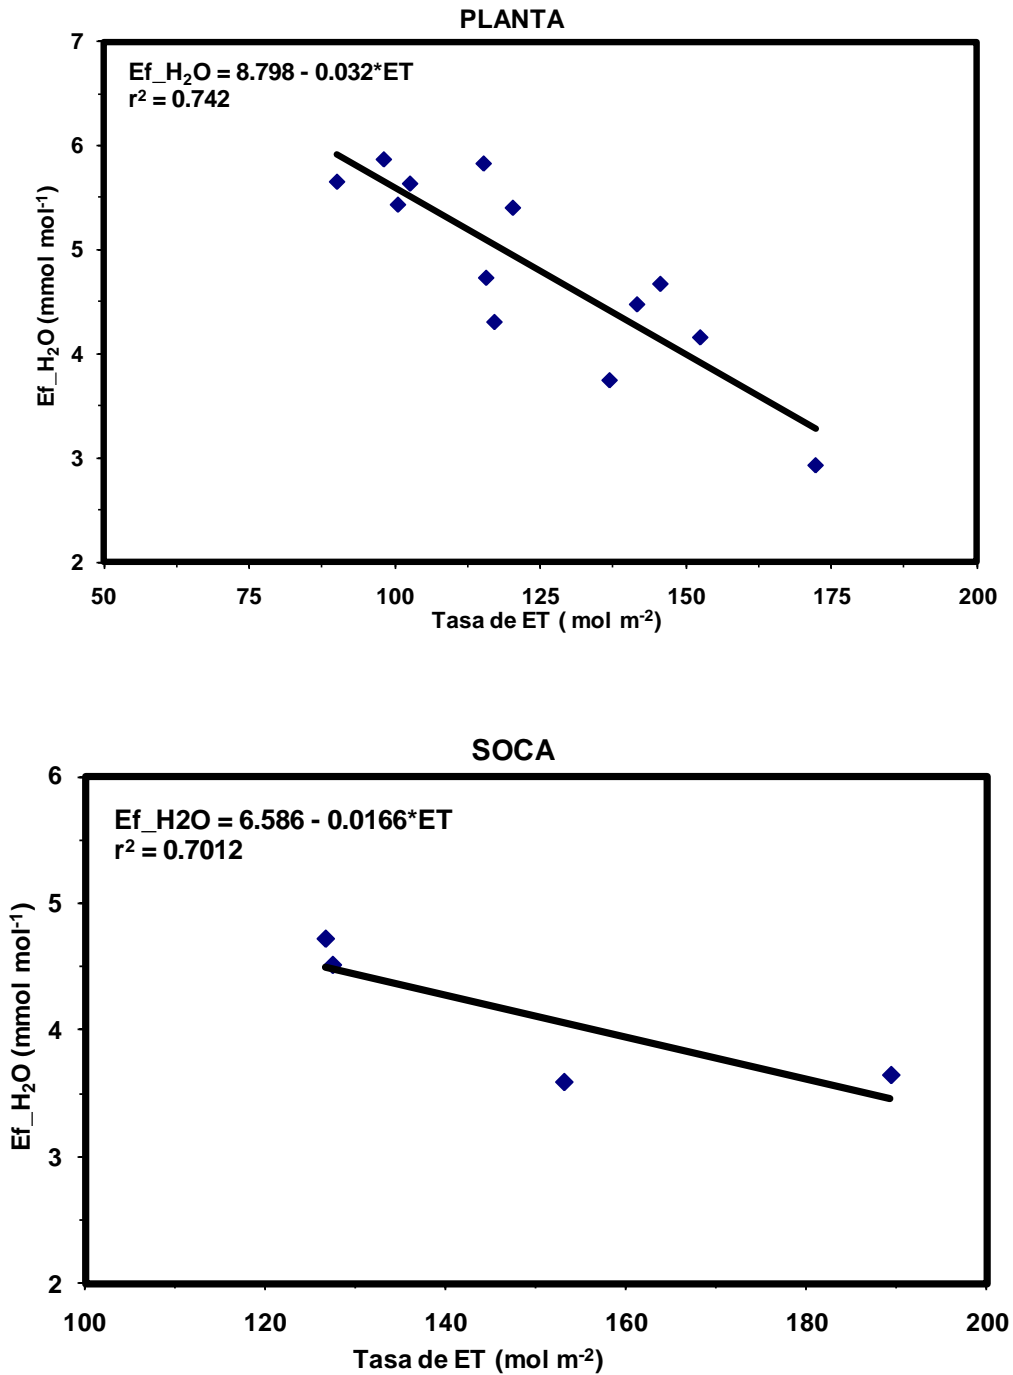 PLANTA
Ef_H₂O = 8.798 - 0.032*ET
r² = 0.742
7
6
5
4
3
2
Ef_H₂O (mmol mol⁻¹)
50 75 100 125 150 175 200
Tasa de ET ( mol m⁻²)
SOCA
Ef_H2O = 6.586 - 0.0166*ET
r² = 0.7012
6
5
4
3
2
Ef_H₂O (mmol mol⁻¹)
100 120 140 160 180 200
Tasa de ET (mol m⁻²)